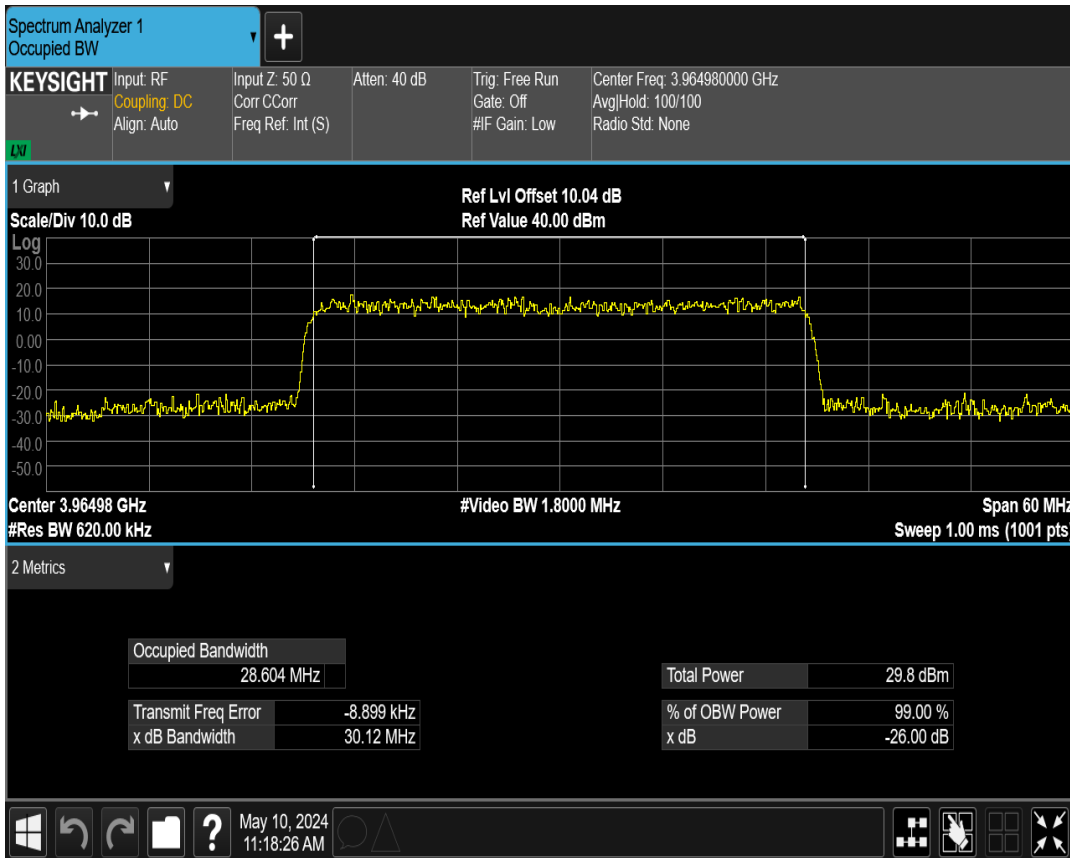 Spectrum Analyzer 1
Occupied BW
KEYSIGHT
LXI
Input: RF
Coupling: DC
Align: Auto
Input Z: 50 Ω
Corr CCorr
Freq Ref: Int (S)
Atten: 40 dB
Trig: Free Run
Gate: Off
#IF Gain: Low
Center Freq: 3.964980000 GHz
Avg|Hold: 100/100
Radio Std: None
1 Graph
Scale/Div 10.0 dB
Ref Lvl Offset 10.04 dB
Ref Value 40.00 dBm
Log
30.0
20.0
10.0
0.00
-10.0
-20.0
-30.0
-40.0
-50.0
Center 3.96498 GHz
#Res BW 620.00 kHz
#Video BW 1.8000 MHz
Span 60 MHz
Sweep 1.00 ms (1001 pts)
2 Metrics
Occupied Bandwidth
28.604 MHz
Transmit Freq Error -8.899 kHz
x dB Bandwidth 30.12 MHz
Total Power 29.8 dBm
% of OBW Power 99.00 %
x dB -26.00 dB
?
May 10, 2024
11:18:26 AM